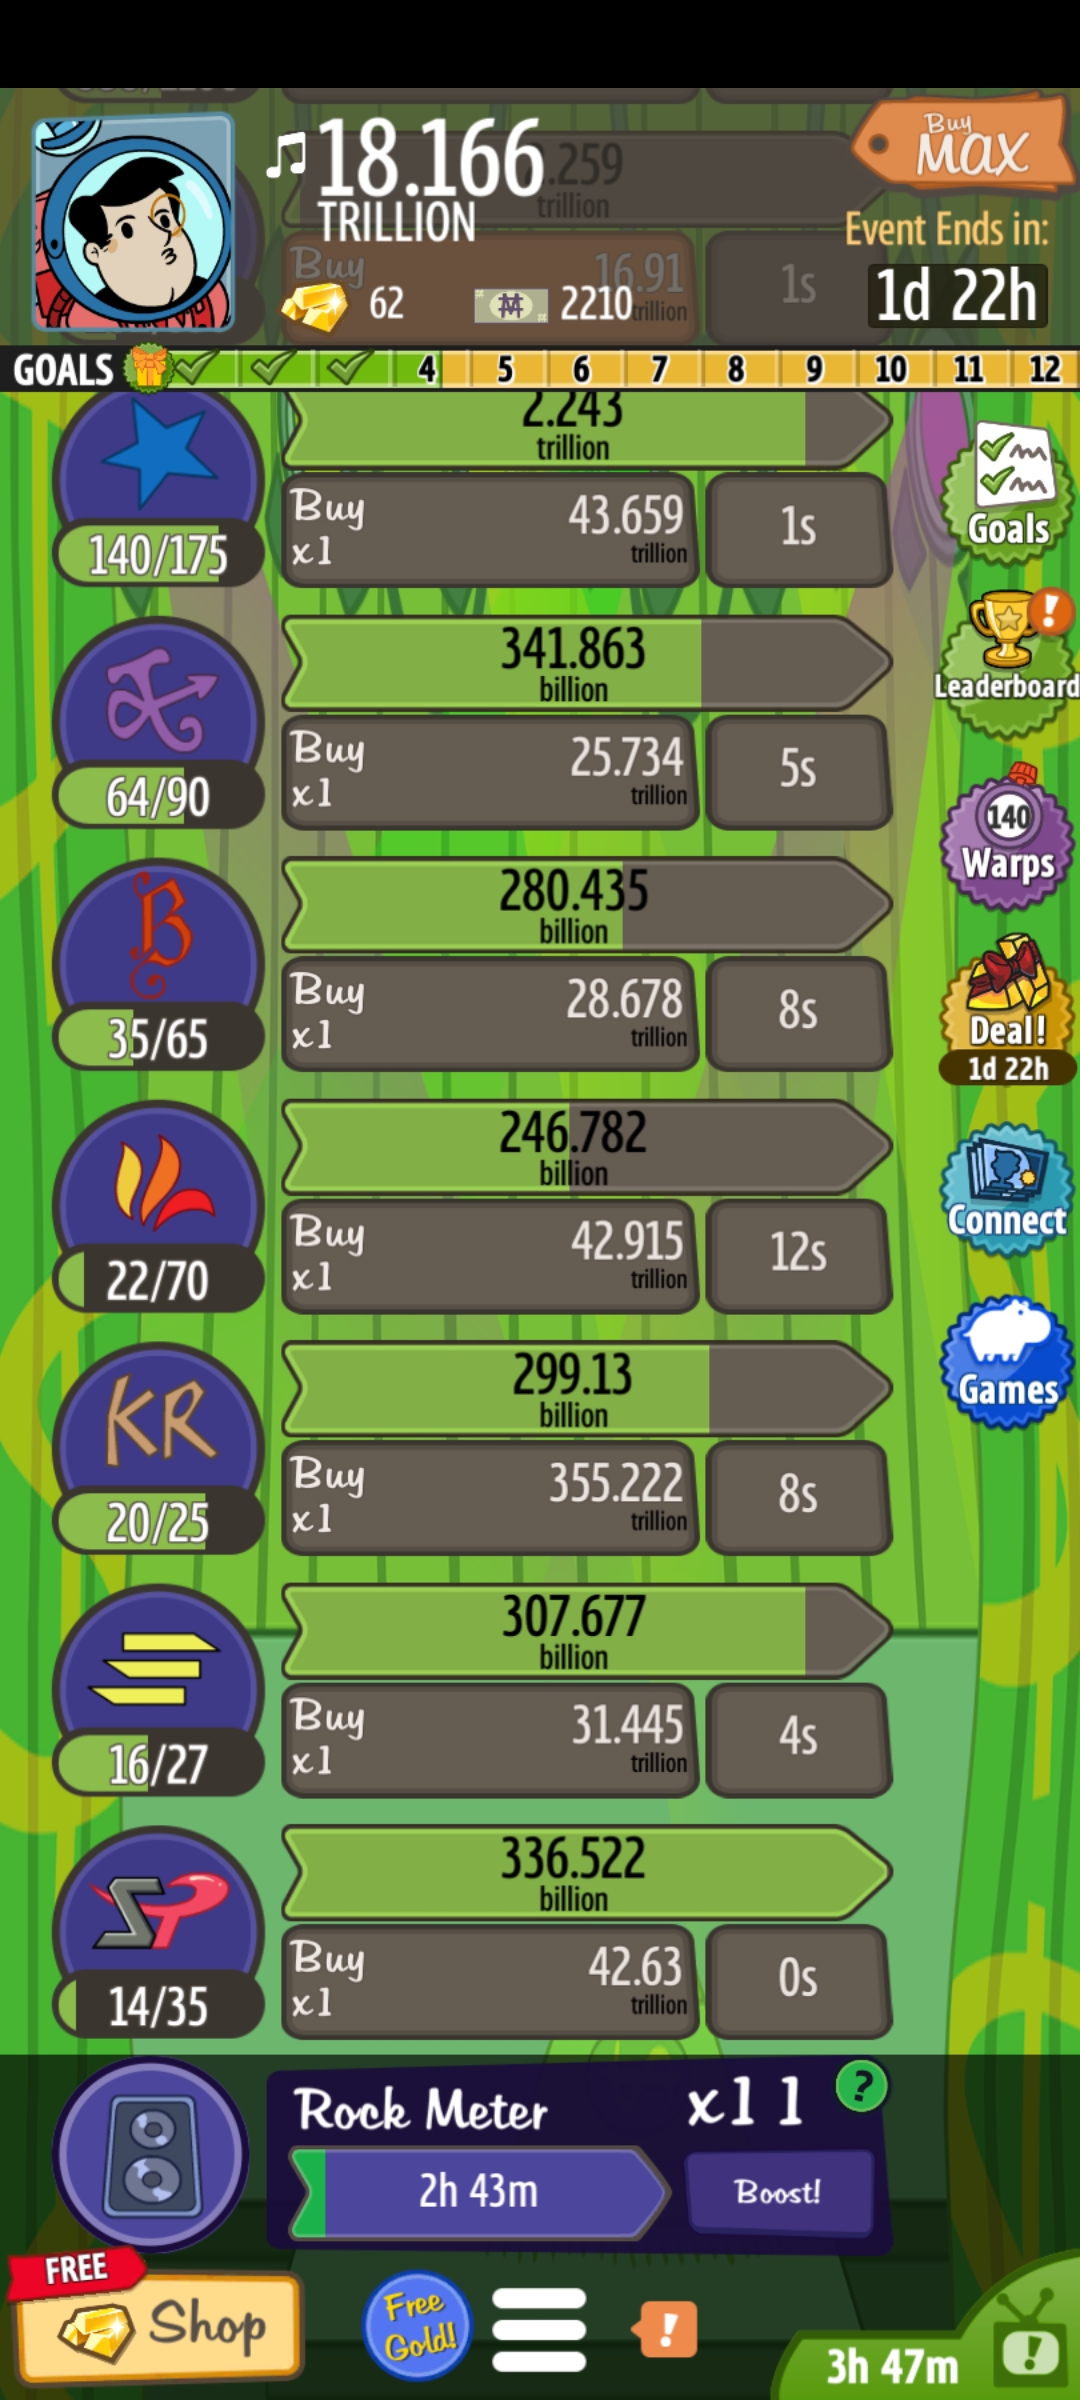 18.166
TRILLION
.259
trillion
Buy
MAX
Event Ends in:
1d 22h
Buy
16.91
trillion
1s
62
2210
GOALS
4
5
6
7
8
9
10
11
12
2.243
trillion
140/175
Buy
x1
43.659
trillion
1s
Goals
341.863
billion
64/90
Buy
x1
25.734
trillion
5s
Leaderboard
140
Warps
280.435
billion
B
35/65
Buy
x1
28.678
trillion
8s
Deal!
1d 22h
246.782
billion
22/70
Buy
x1
42.915
trillion
12s
Connect
299.13
billion
KR
20/25
Buy
x1
355.222
trillion
8s
Games
307.677
billion
16/27
Buy
x1
31.445
trillion
4s
336.522
billion
SP
14/35
Buy
x1
42.63
trillion
0s
Rock Meter
x11
?
2h 43m
Boost!
FREE
Shop
Free
Gold!
!
3h 47m
!